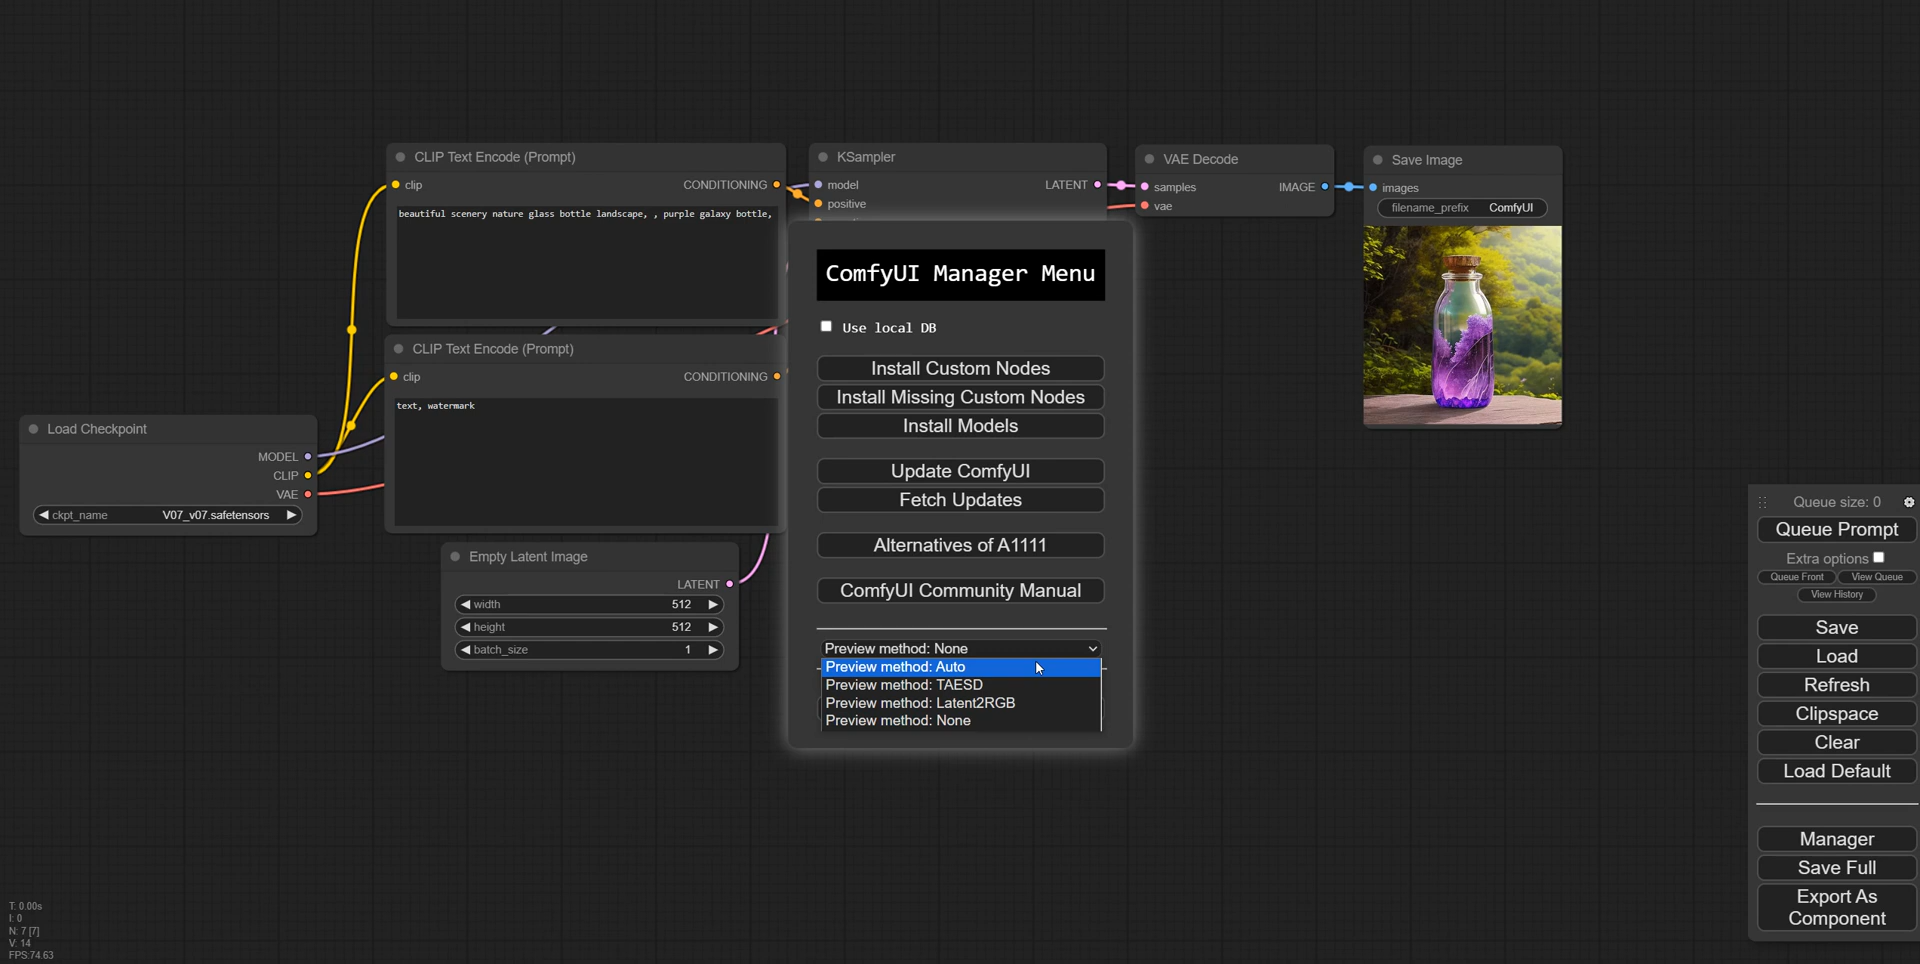 CLIP Text Encode (Prompt)
clip
CONDITIONING
beautiful scenery nature glass bottle landscape, , purple galaxy bottle,
CLIP Text Encode (Prompt)
clip
CONDITIONING
text, watermark
Load Checkpoint
MODEL
CLIP
VAE
ckpt_name V07_v07.safetensors
Empty Latent Image
LATENT
width 512
height 512
batch_size 1
KSampler
model
LATENT
positive
VAE Decode
samples
IMAGE
vae
Save Image
images
filename_prefix ComfyUI
ComfyUI Manager Menu
Use local DB
Install Custom Nodes
Install Missing Custom Nodes
Install Models
Update ComfyUI
Fetch Updates
Alternatives of A1111
ComfyUI Community Manual
Preview method: None
Preview method: Auto
Preview method: TAESD
Preview method: Latent2RGB
Preview method: None
Queue size: 0
Queue Prompt
Extra options
Queue Front View Queue
View History
Save
Load
Refresh
Clipspace
Clear
Load Default
Manager
Save Full
Export As
Component
T: 0.00s
I: 0
N: 7 [7]
V: 14
FPS:74.63